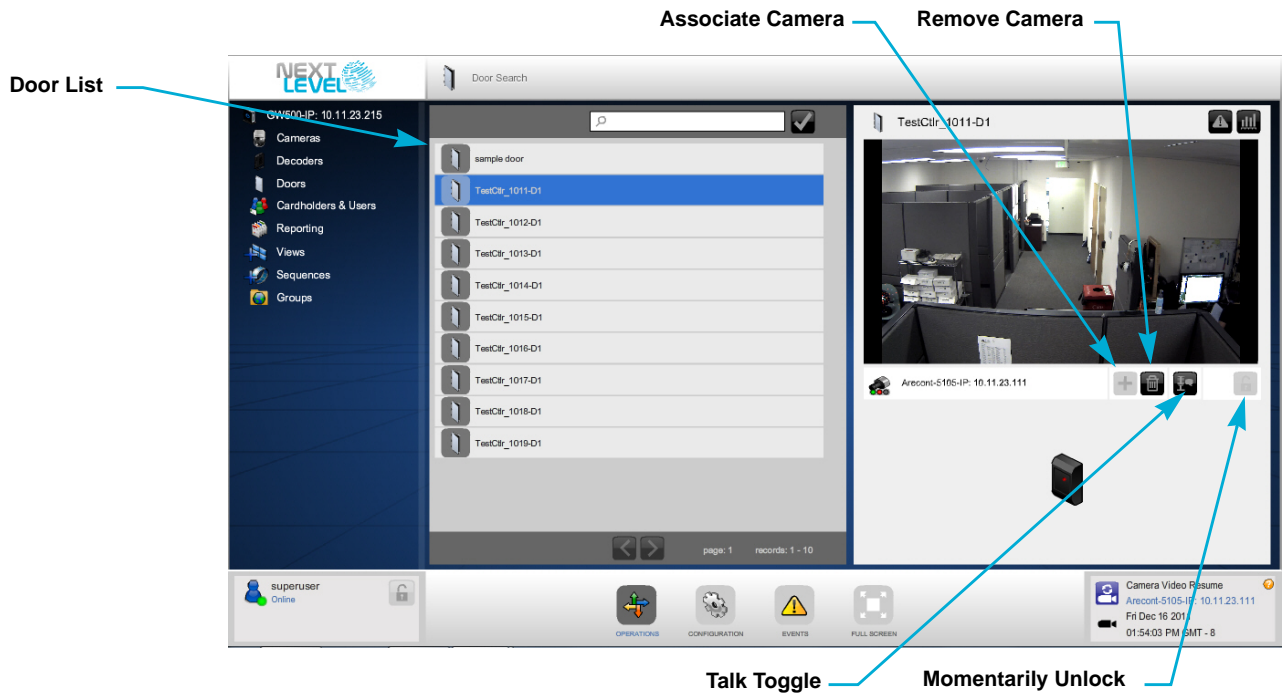 Associate Camera
Remove Camera
Door List
NEXT
LEVEL
Door Search
GW500-IP: 10.11.23.215
Cameras
Decoders
Doors
Cardholders & Users
Reporting
Views
Sequences
Groups
sample door
TestCtlr_1011-D1
TestCtlr_1012-D1
TestCtlr_1013-D1
TestCtlr_1014-D1
TestCtlr_1015-D1
TestCtlr_1016-D1
TestCtlr_1017-D1
TestCtlr_1018-D1
TestCtlr_1019-D1
page: 1 records: 1 - 10
TestCtlr_1011-D1
Arecont-5105-IP: 10.11.23.111
superuser
Online
OPERATIONS
CONFIGURATION
EVENTS
FULL SCREEN
Camera Video Resume
Arecont-5105-IP: 10.11.23.111
Fri Dec 16
01:54:03 PM GMT - 8
Talk Toggle
Momentarily Unlock